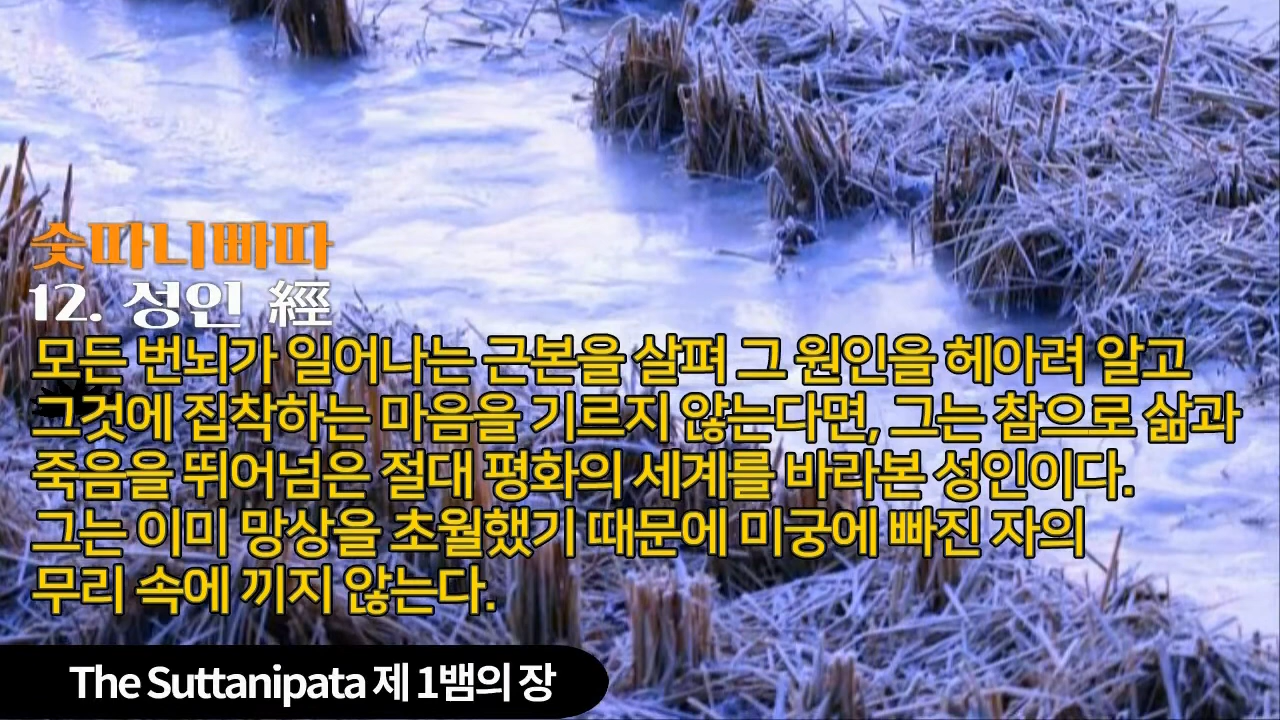 숫따니빠따
12. 성인 經
모든 번뇌가 일어나는 근본을 살펴 그 원인을 헤아려 알고
그것에 집착하는 마음을 기르지 않는다면, 그는 참으로 삶과
죽음을 뛰어넘은 절대 평화의 세계를 바라본 성인이다.
그는 이미 망상을 초월했기 때문에 미궁에 빠진 자의
무리 속에 끼지 않는다.
The Suttanipata 제 1뱀의 장